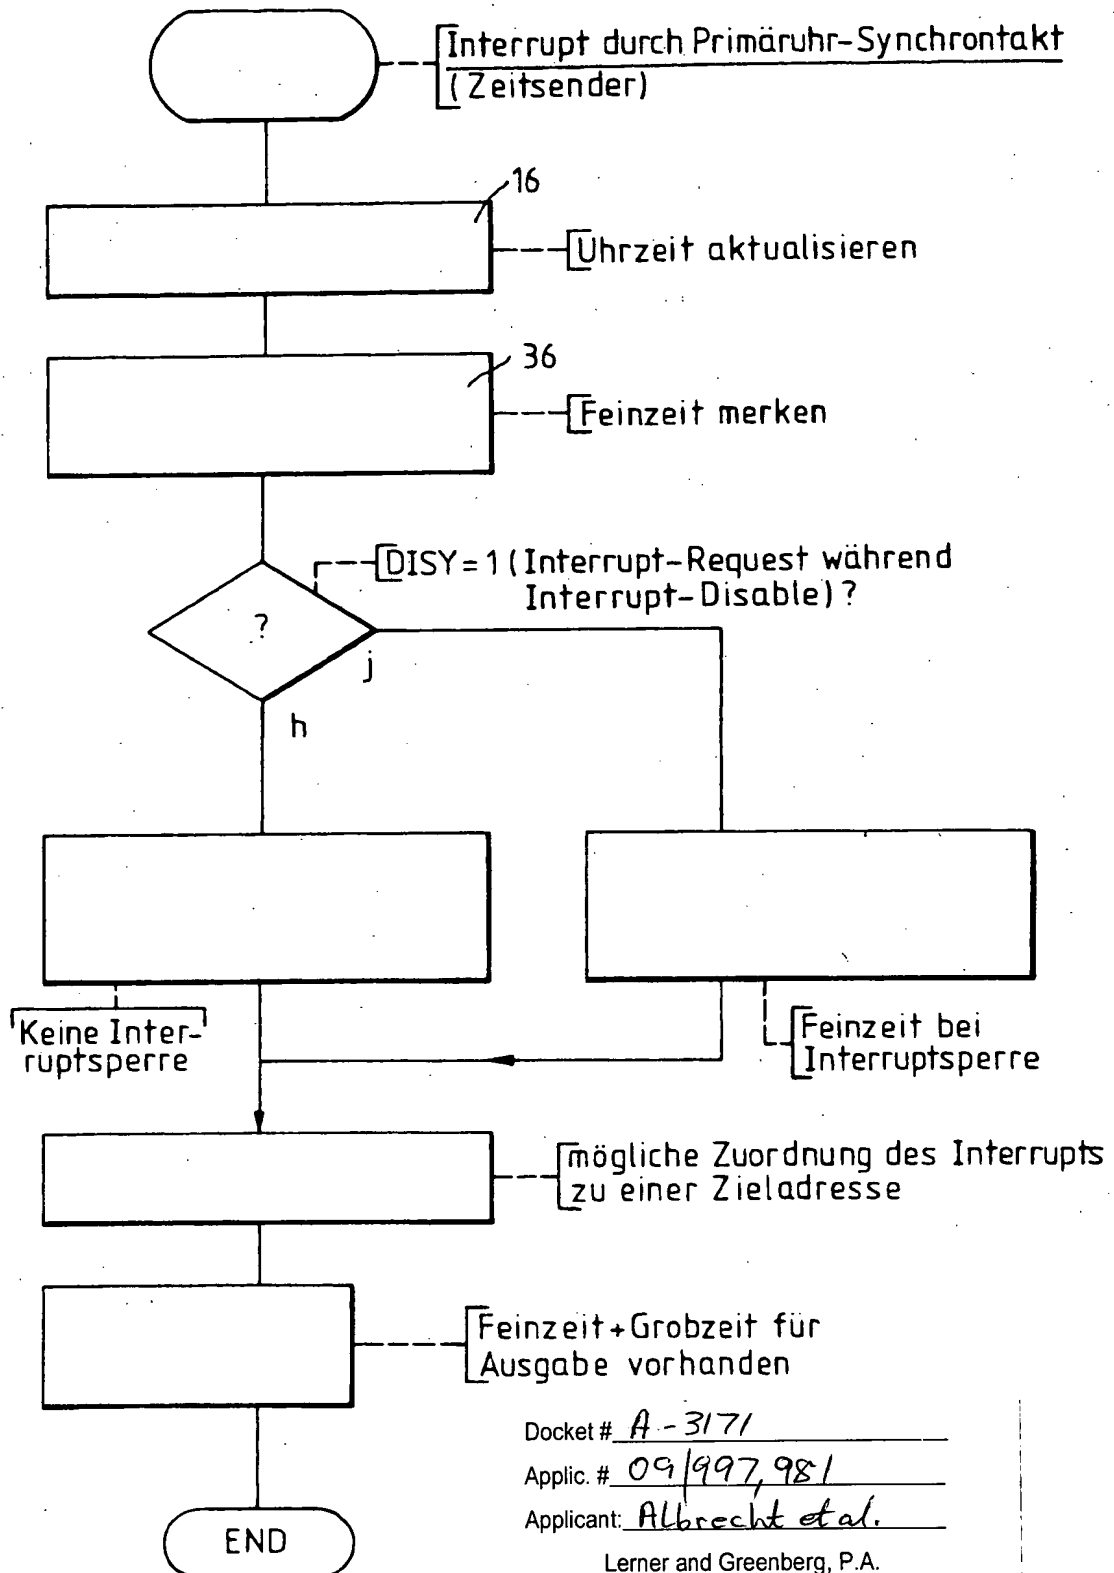 Interrupt durch Primäruhr-Synchrontakt
(Zeitsender)
16
Uhrzeit aktualisieren
36
Feinzeit merken
DISY=1 (Interrupt-Request während
Interrupt-Disable)?
?
j
h
Keine Inter-
ruptsperre
Feinzeit bei
Interruptsperre
mögliche Zuordnung des Interrupts
zu einer Zieladresse
Feinzeit+Grobzeit für
Ausgabe vorhanden
END
Docket # A-3171
Applic. # 09/997,981
Applicant: Albrecht et al.
Lerner and Greenberg, P.A.